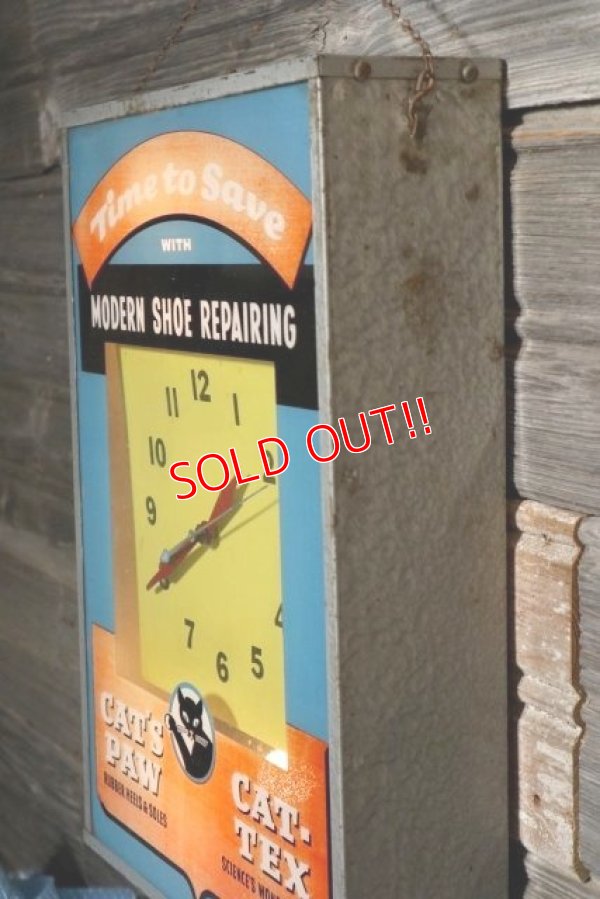 Time to Save
WITH
MODERN SHOE REPAIRING
12
11
1
10
2
9
SOLD OUT!!
4
7
6
5
CAT'S
PAW
RUBBER HEELS & SOLES
CAT-
TEX
SCIENCE'S